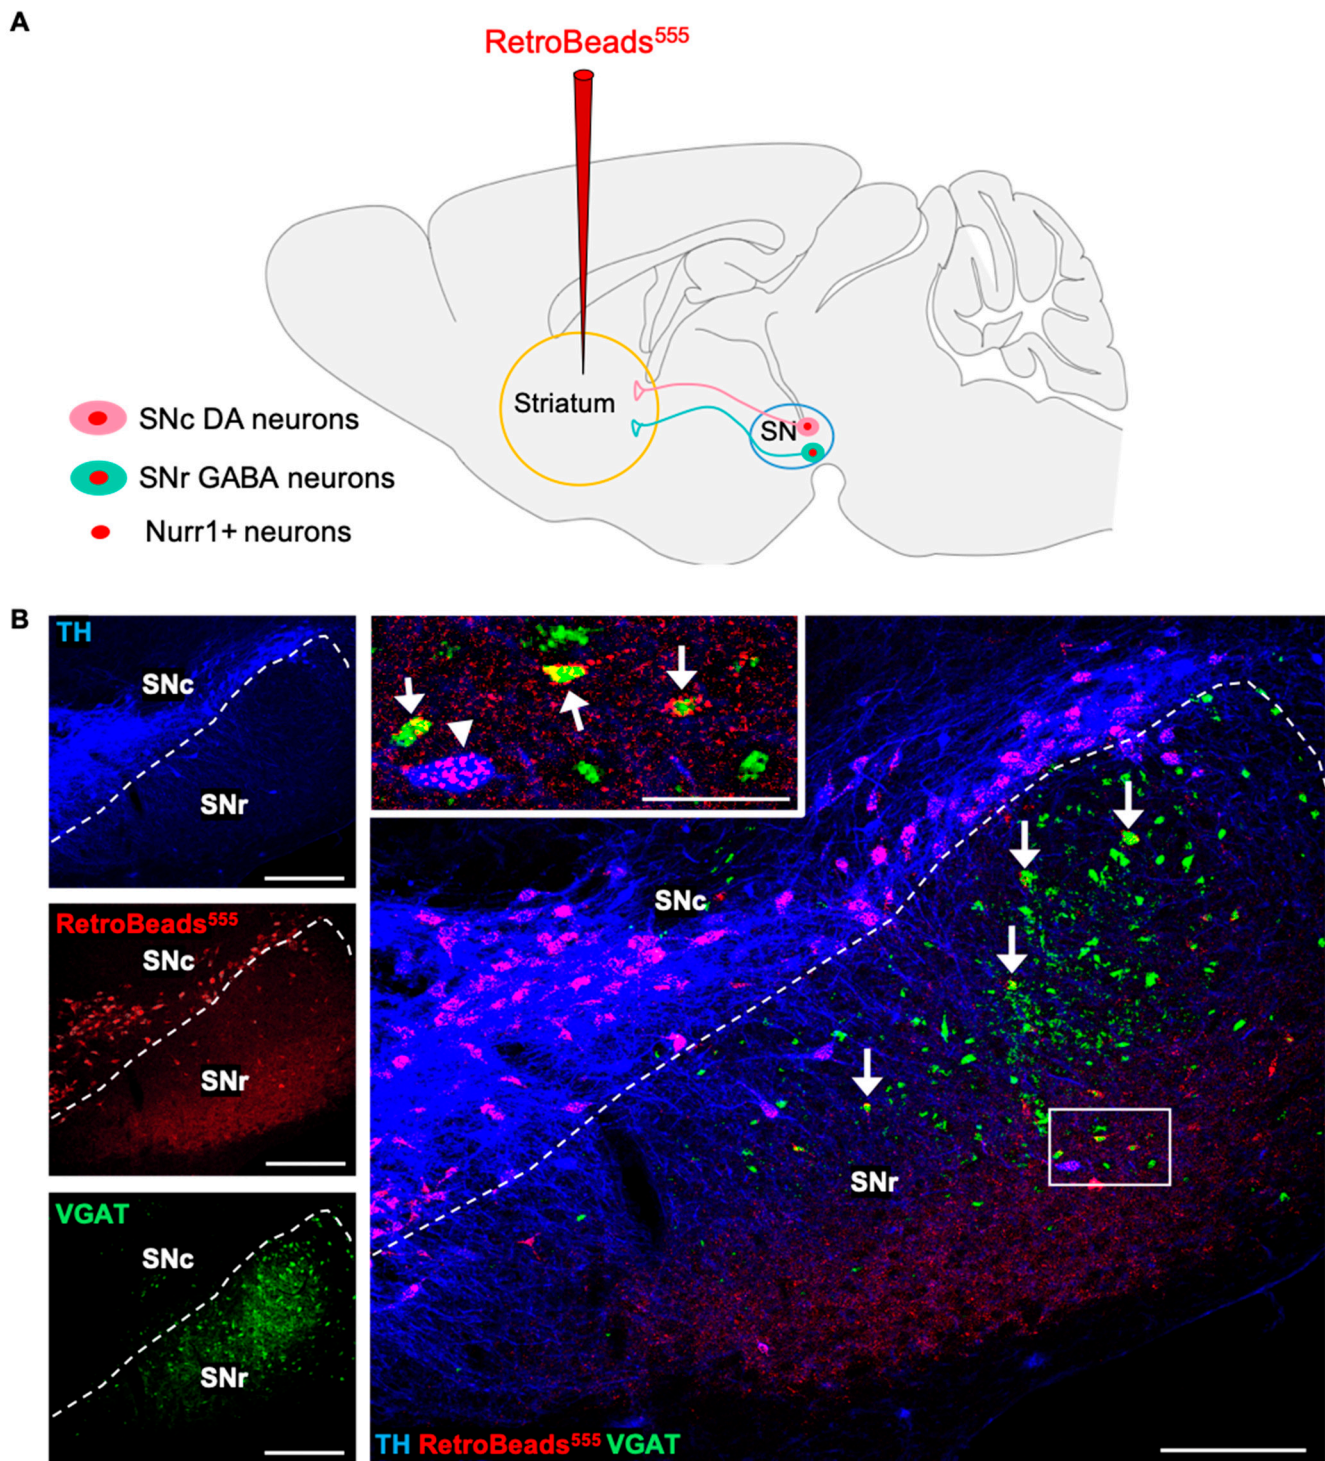 A
RetroBeads⁵⁵⁵
Striatum
SN
SNc DA neurons
SNr GABA neurons
Nurr1+ neurons
B
TH
SNc
SNr
RetroBeads⁵⁵⁵
SNc
SNr
VGAT
SNc
SNr
SNc
SNr
TH RetroBeads⁵⁵⁵ VGAT